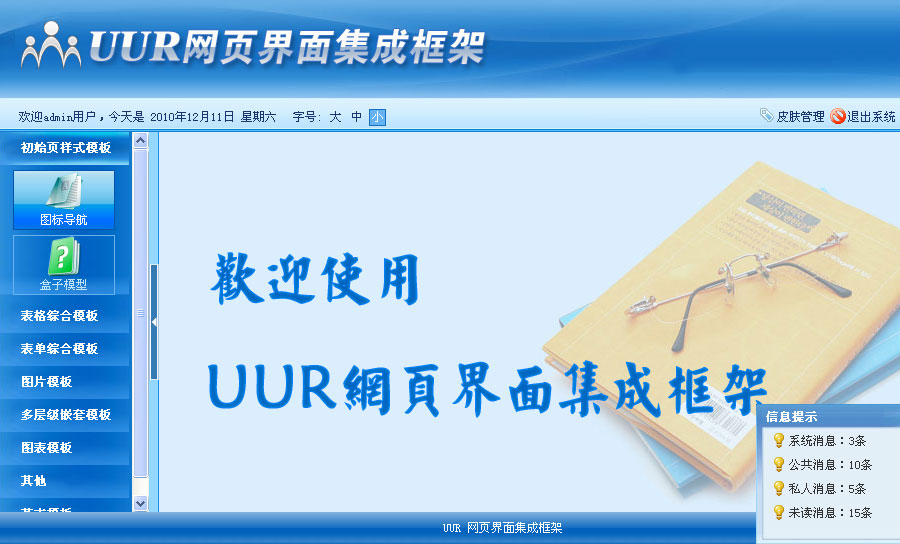 UUR网页界面集成框架
欢迎admin用户，今天是 2010年12月11日 星期六 字号: 大 中 小
皮肤管理 退出系统
初始页样式模板
图标导航
盒子模型
表格综合模板
表单综合模板
图片模板
多层级嵌套模板
图表模板
其他
歡迎使用
UUR網頁界面集成框架
信息提示
系统消息：3条
公共消息：10条
私人消息：5条
未读消息：15条
UUR 网页界面集成框架